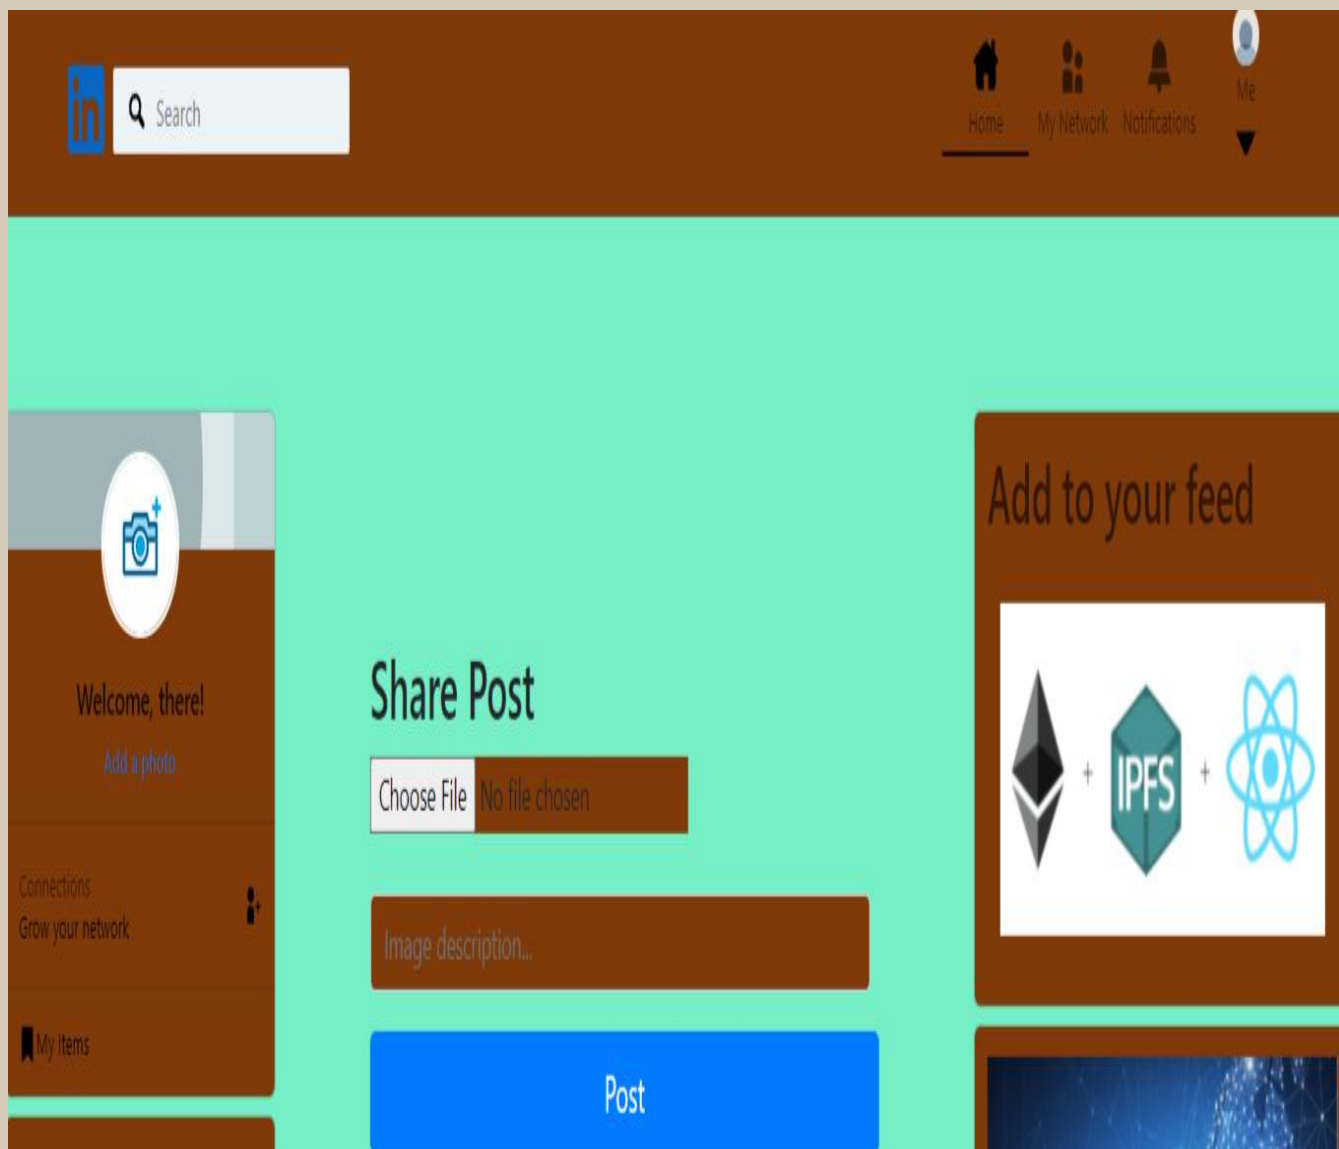 in
Search
Home
My Network
Notifications
Me
Welcome, there!
Add a photo
Connections
Grow your network
My Items
Share Post
Choose File No file chosen
Image description...
Post
Add to your feed
+ IPFS +